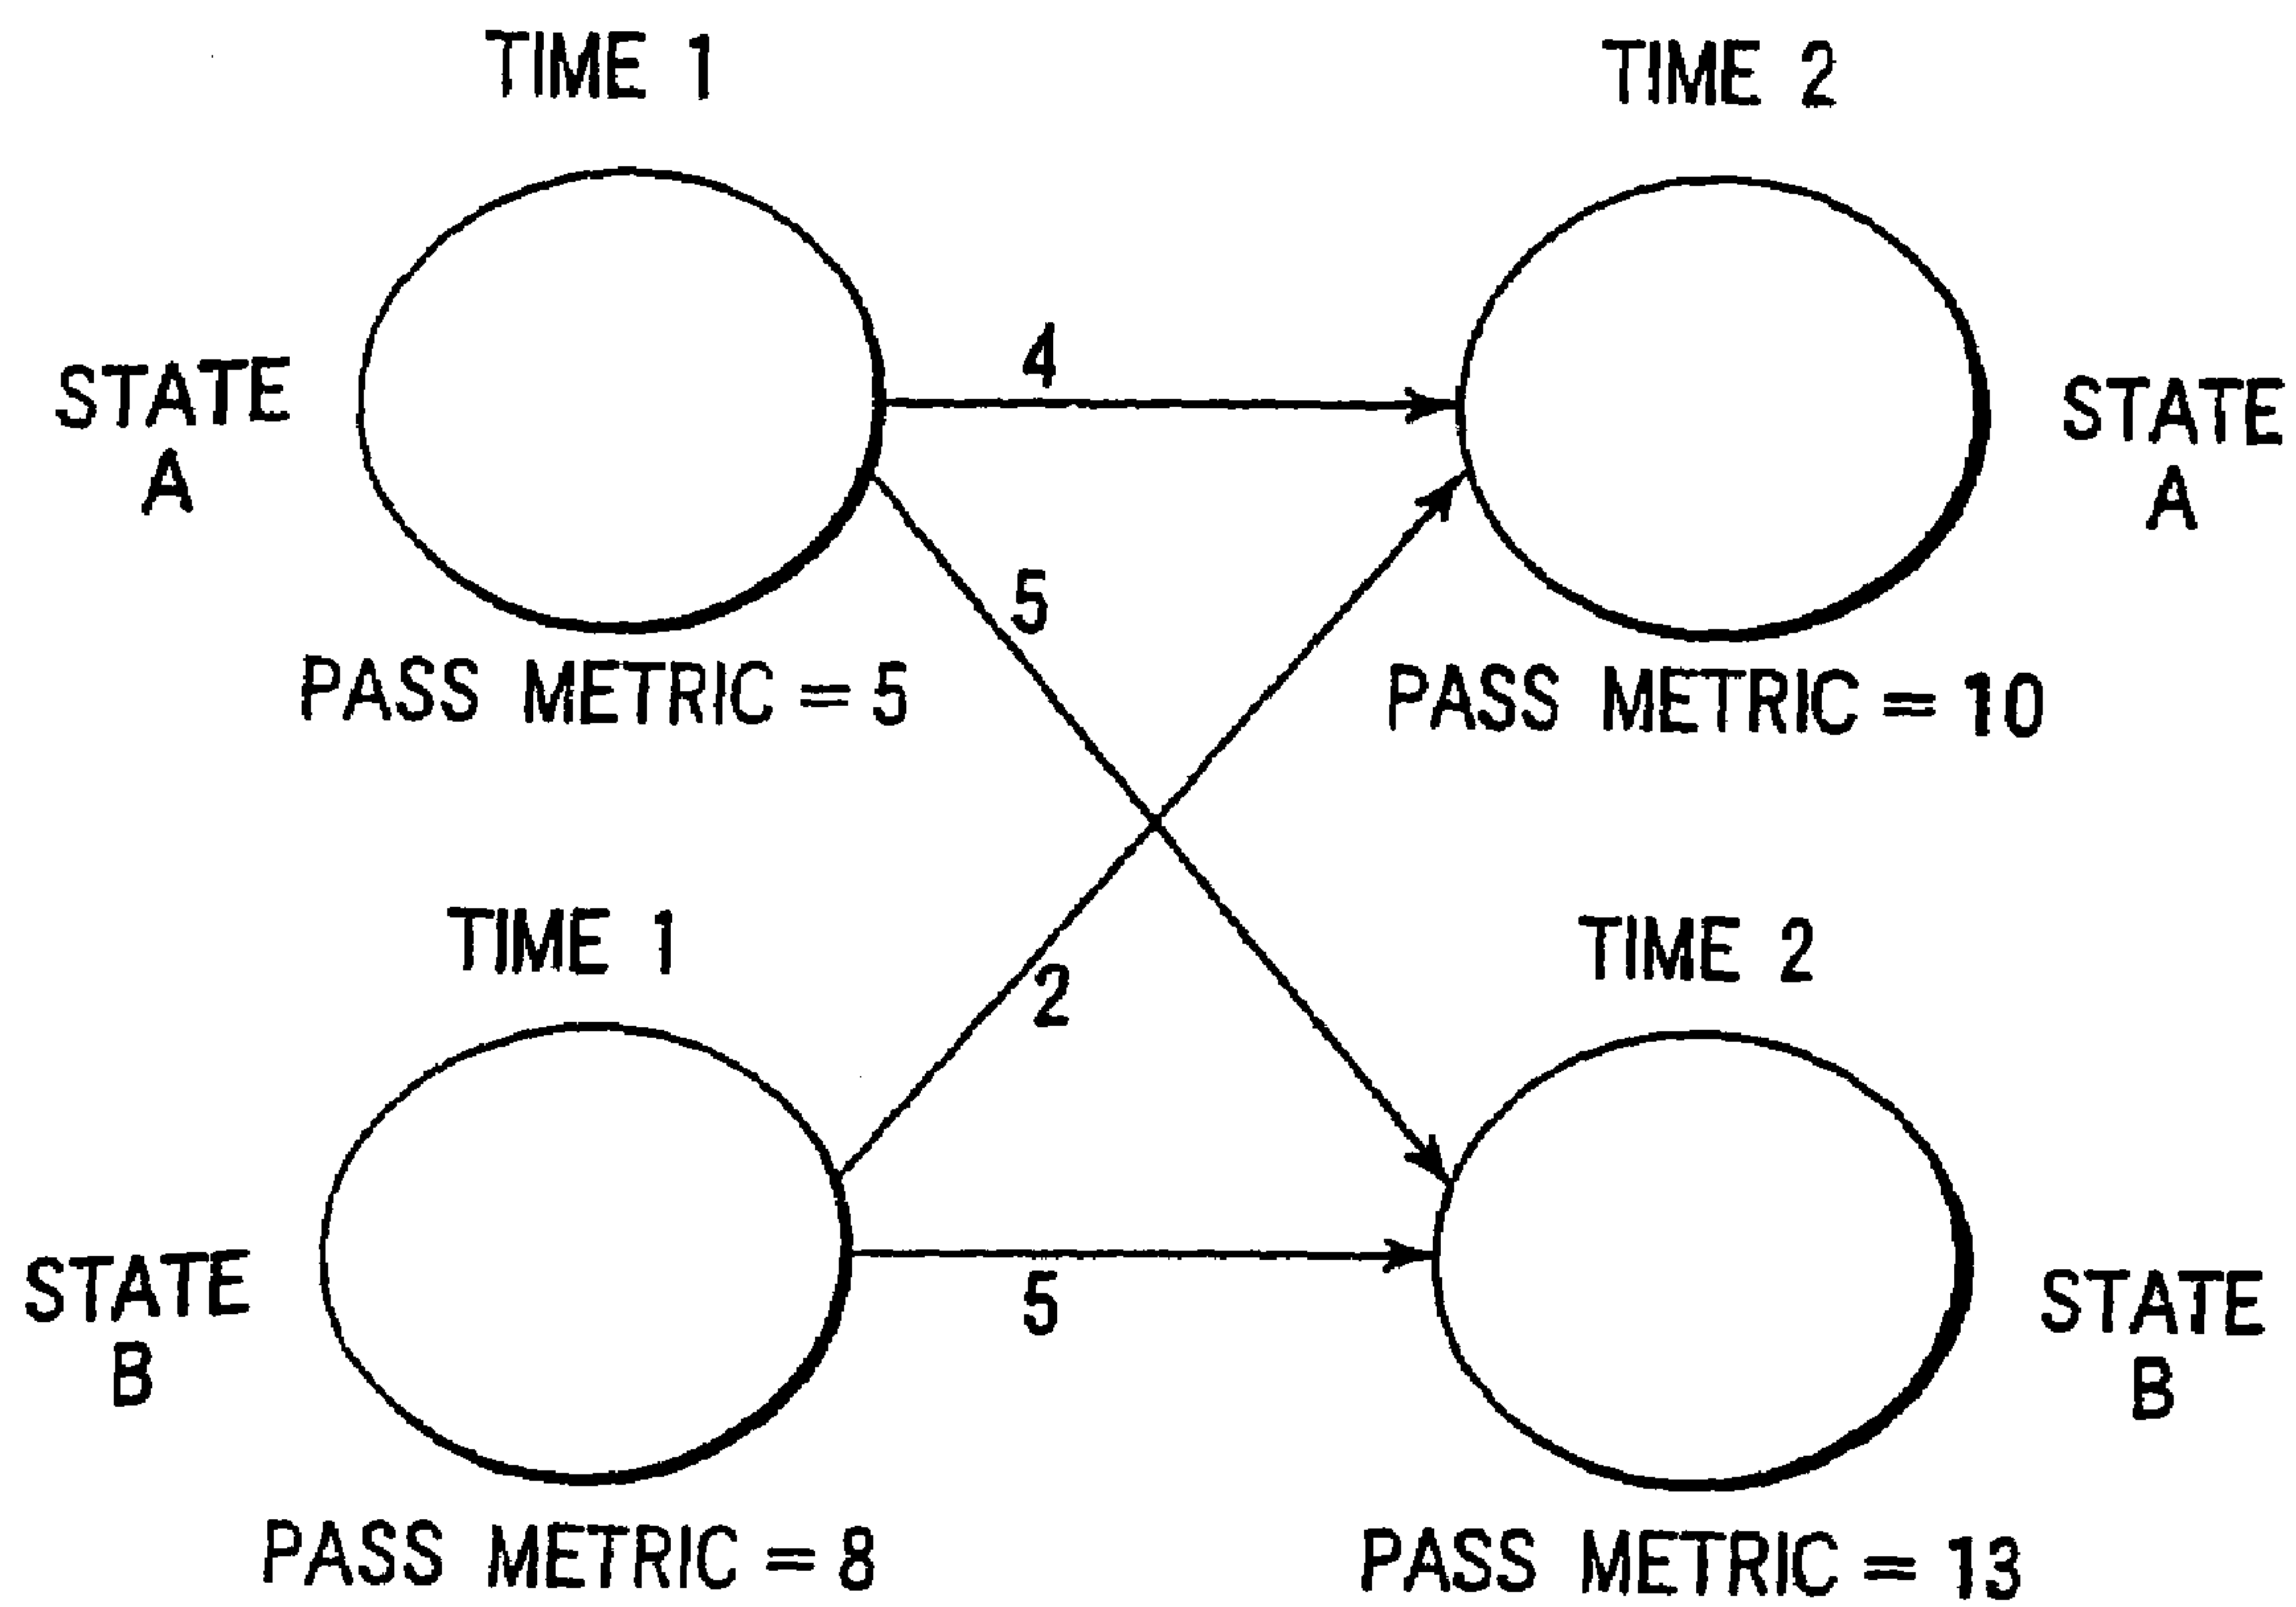 TIME 1
TIME 2
STATE
A
4
STATE
A
5
PASS METRIC = 5
PASS METRIC = 10
TIME 1
TIME 2
2
STATE
B
5
STATE
B
PASS METRIC = 8
PASS METRIC = 13